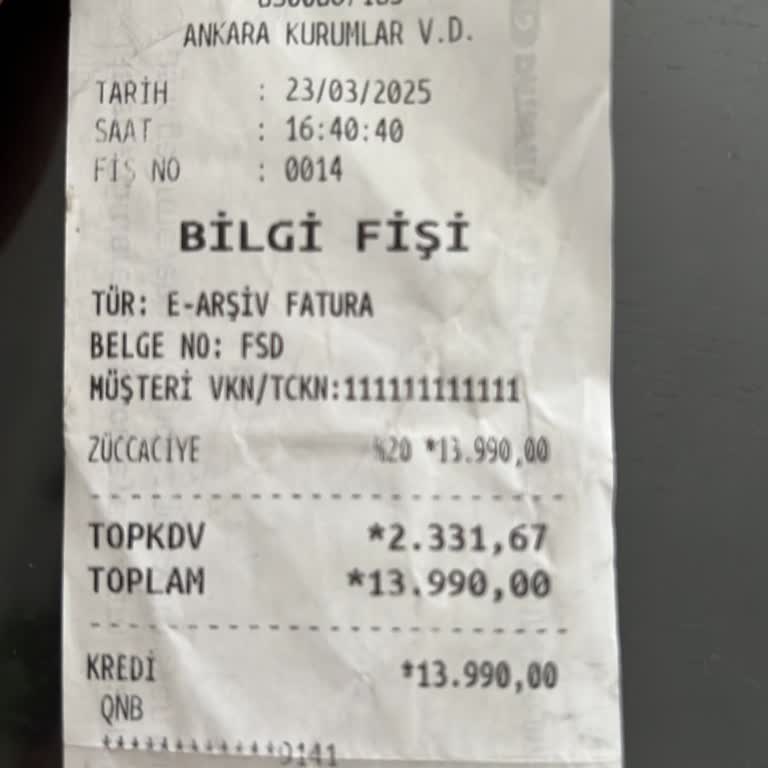 ANKARA KURUMLAR V.D.
TARİH : 23/03/2025
SAAT : 16:40:40
FİŞ NO : 0014
BİLGİ FİŞİ
TÜR: E-ARŞİV FATURA
BELGE NO: FSD
MÜŞTERİ VKN/TCKN:111111111111
ZÜCCACİYE %20 *13.990,00
TOPKDV *2.331,67
TOPLAM *13.990,00
KREDİ *13.990,00
QNB